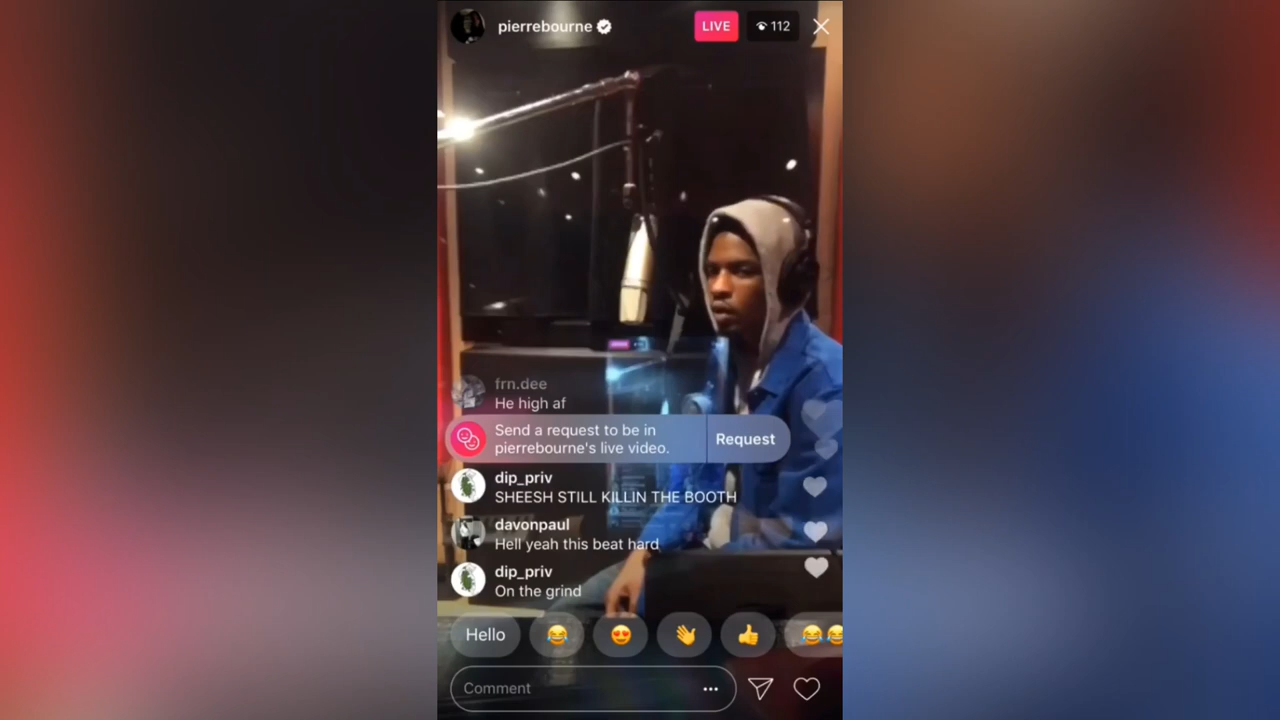 pierrebourne
LIVE
112
frn.dee
He high af
Send a request to be in
pierrebourne's live video.
Request
dip_priv
SHEESH STILL KILLIN THE BOOTH
davonpaul
Hell yeah this beat hard
dip_priv
On the grind
Hello
Comment